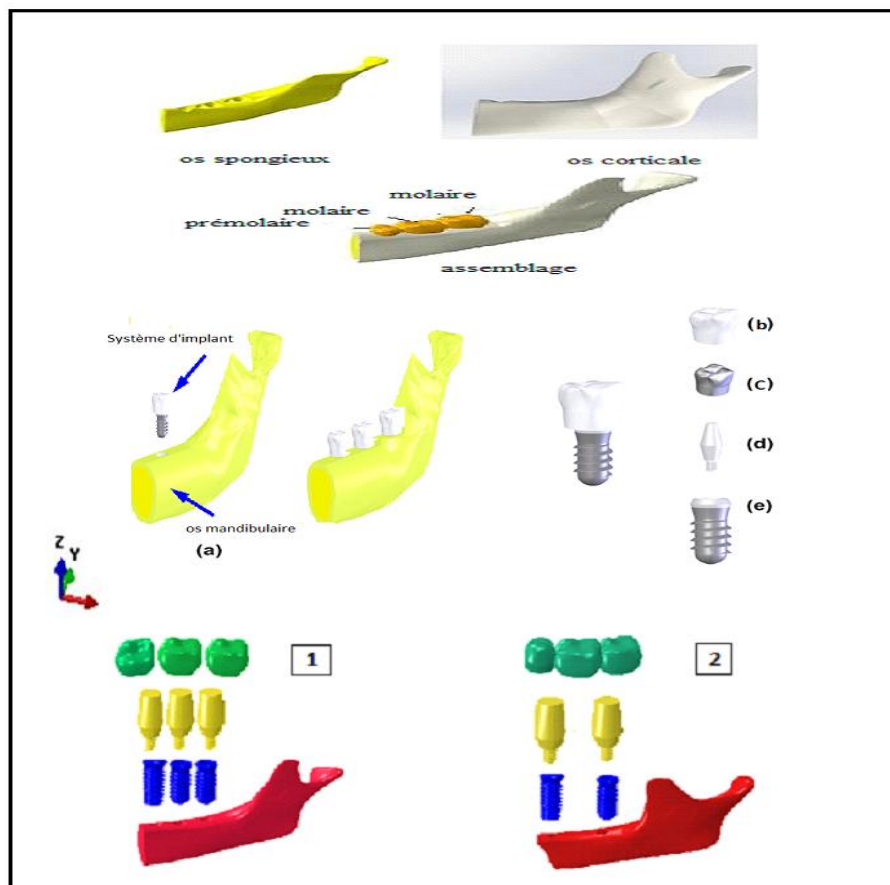 os spongieux
os corticale
molaire
molaire
prémolaire
assemblage
Système d'implant
os mandibulaire
(a)
(b)
(c)
(d)
(e)
Z
Y
1
2